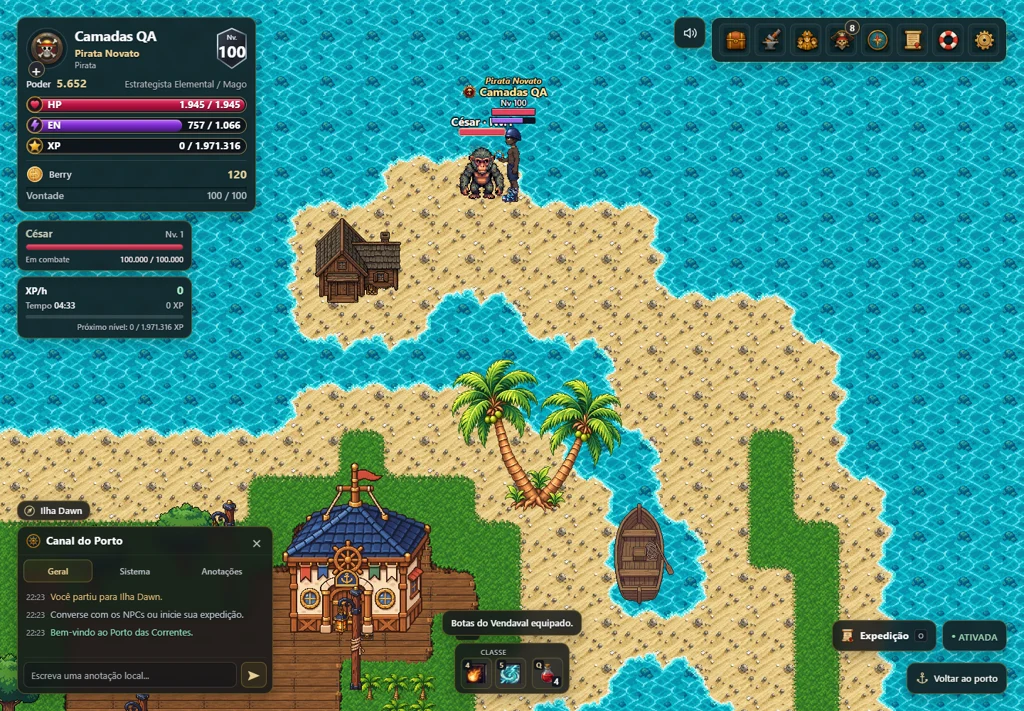 Camadas QA
Pirata Novato
Pirata
Nv.
100
Poder 5.652
Estrategista Elemental / Mago
HP 1.945 / 1.945
EN 757 / 1.066
XP 0 / 1.971.316
Berry 120
Vontade 100 / 100
César Nv. 1
Em combate 100.000 / 100.000
XP/h 0
Tempo 04:33 0 XP
Próximo nível: 0 / 1.971.316 XP
8
Pirata Novato
Camadas QA
Nv 100
César ·
Ilha Dawn
Canal do Porto
Geral Sistema Anotações
22:23 Você partiu para Ilha Dawn.
22:23 Converse com os NPCs ou inicie sua expedição.
22:23 Bem-vindo ao Porto das Correntes.
Escreva uma anotação local...
Botas do Vendaval equipado.
CLASSE
4 5 Q 4
Expedição O
• ATIVADA
Voltar ao porto